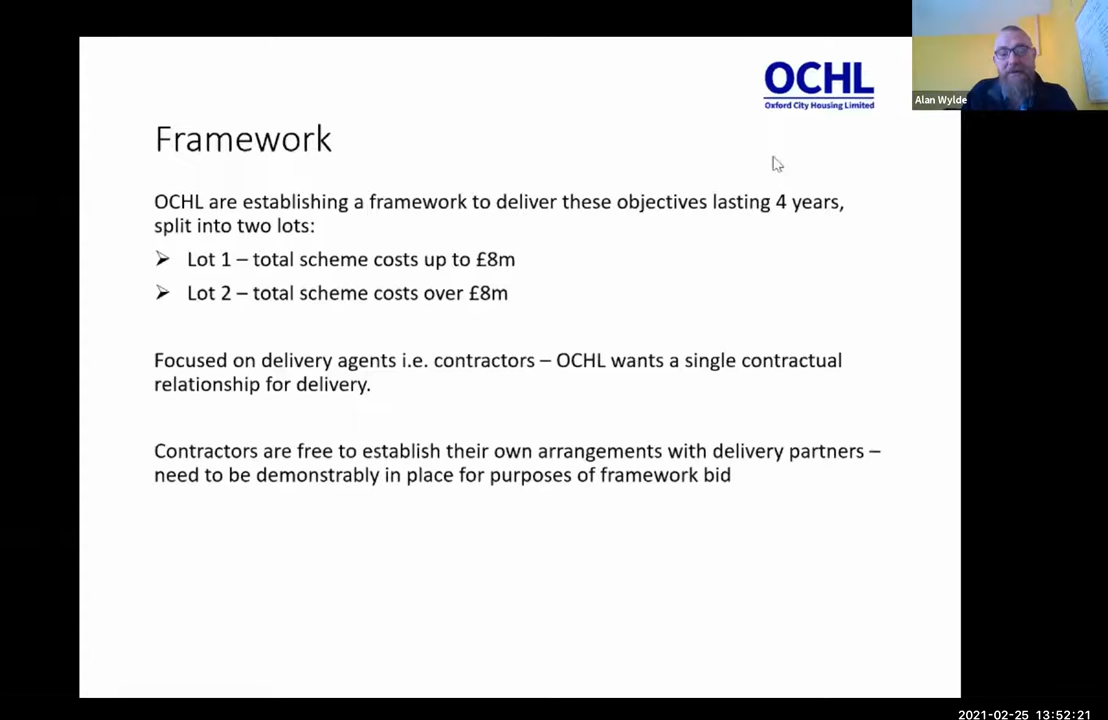 OCHL
Oxford City Housing Limited
Alan Wylde
Framework
OCHL are establishing a framework to deliver these objectives lasting 4 years,
split into two lots:
➢ Lot 1 – total scheme costs up to £8m
➢ Lot 2 – total scheme costs over £8m
Focused on delivery agents i.e. contractors – OCHL wants a single contractual
relationship for delivery.
Contractors are free to establish their own arrangements with delivery partners –
need to be demonstrably in place for purposes of framework bid
2021-02-25 13:52:21